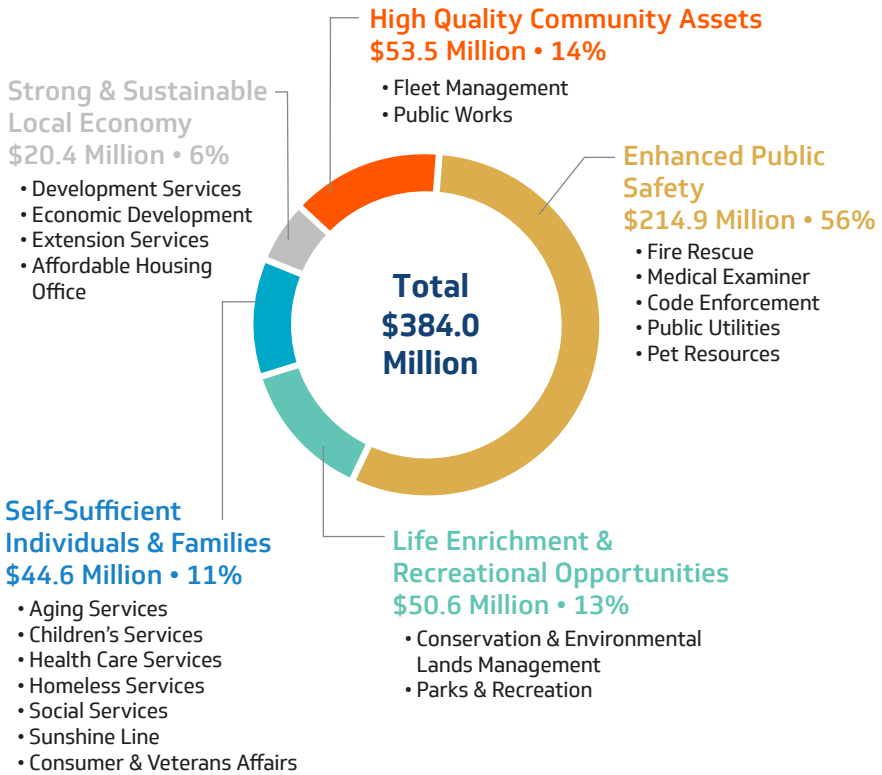 High Quality Community Assets
$53.5 Million • 14%
• Fleet Management
• Public Works
Strong & Sustainable
Local Economy
$20.4 Million • 6%
• Development Services
• Economic Development
• Extension Services
• Affordable Housing
Office
Enhanced Public
Safety
$214.9 Million • 56%
• Fire Rescue
• Medical Examiner
• Code Enforcement
• Public Utilities
• Pet Resources
Total
$384.0
Million
Self-Sufficient
Individuals & Families
$44.6 Million • 11%
• Aging Services
• Children’s Services
• Health Care Services
• Homeless Services
• Social Services
• Sunshine Line
• Consumer & Veterans Affairs
Life Enrichment &
Recreational Opportunities
$50.6 Million • 13%
• Conservation & Environmental
Lands Management
• Parks & Recreation